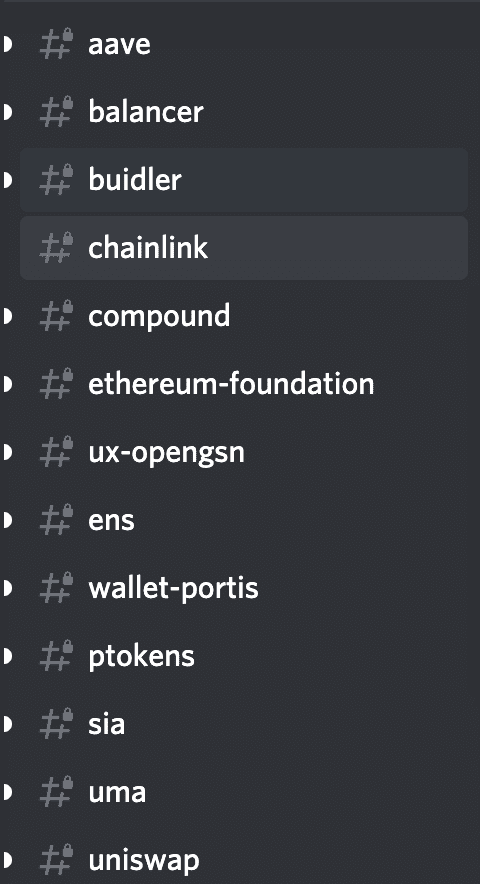 aave
balancer
buidler
chainlink
compound
ethereum-foundation
ux-opengsn
ens
wallet-portis
ptokens
sia
uma
uniswap